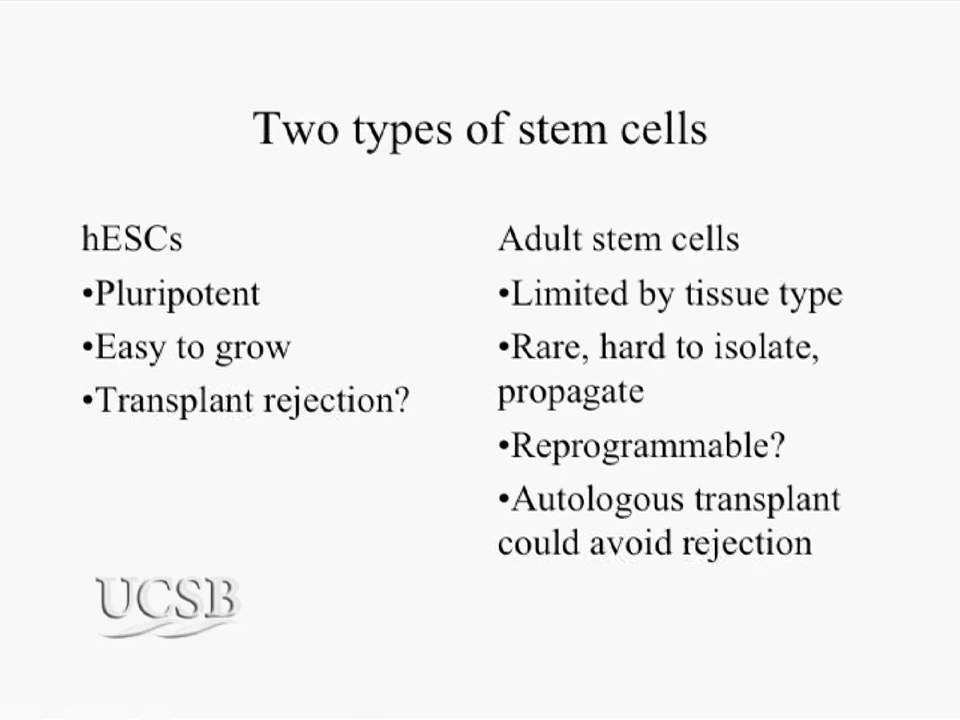 Two types of stem cells
hESCs
•Pluripotent
•Easy to grow
•Transplant rejection?
Adult stem cells
•Limited by tissue type
•Rare, hard to isolate,
propagate
•Reprogrammable?
•Autologous transplant
could avoid rejection
UCSB